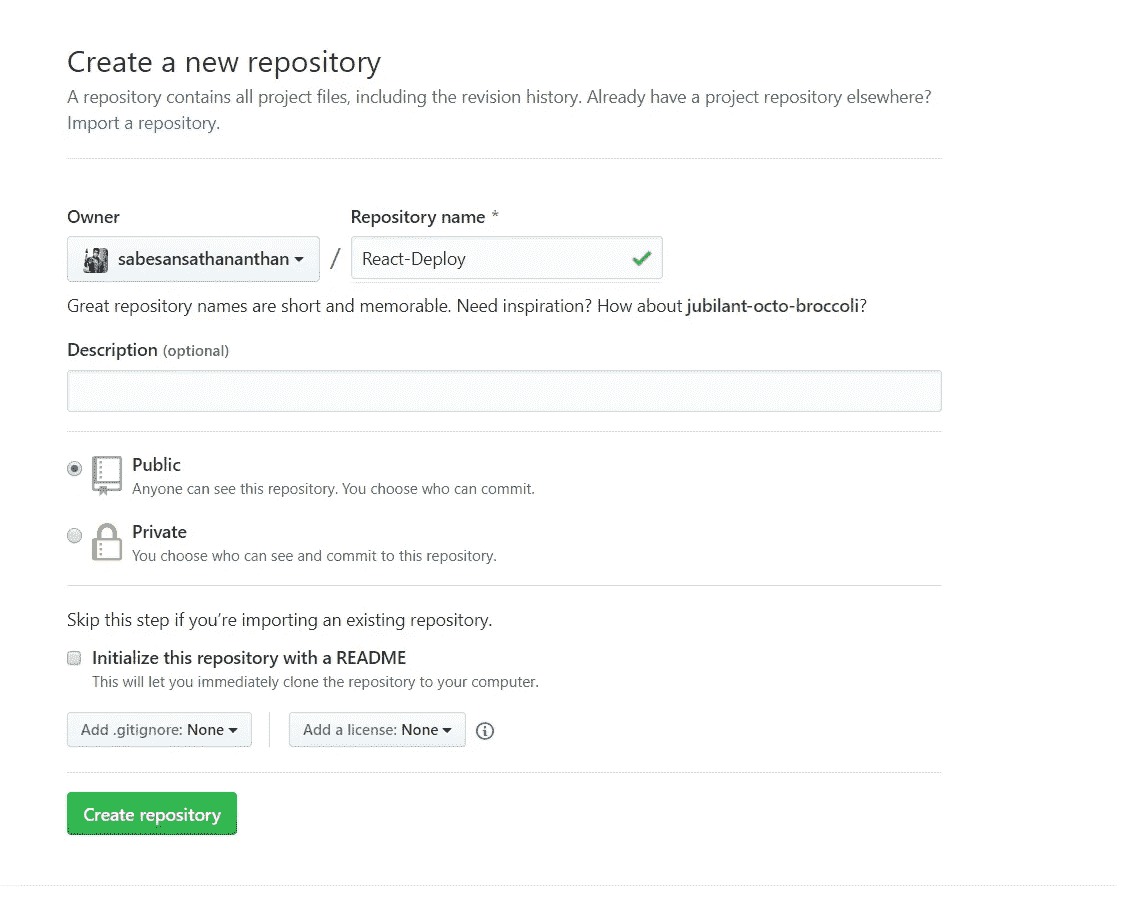 Create a new repository
A repository contains all project files, including the revision history. Already have a project repository elsewhere?
Import a repository.
Owner
Repository name *
sabesansathananthan
/
React-Deploy
Great repository names are short and memorable. Need inspiration? How about jubilant-octo-broccoli?
Description (optional)
Public
Anyone can see this repository. You choose who can commit.
Private
You choose who can see and commit to this repository.
Skip this step if you’re importing an existing repository.
Initialize this repository with a README
This will let you immediately clone the repository to your computer.
Add .gitignore: None
Add a license: None
Create repository